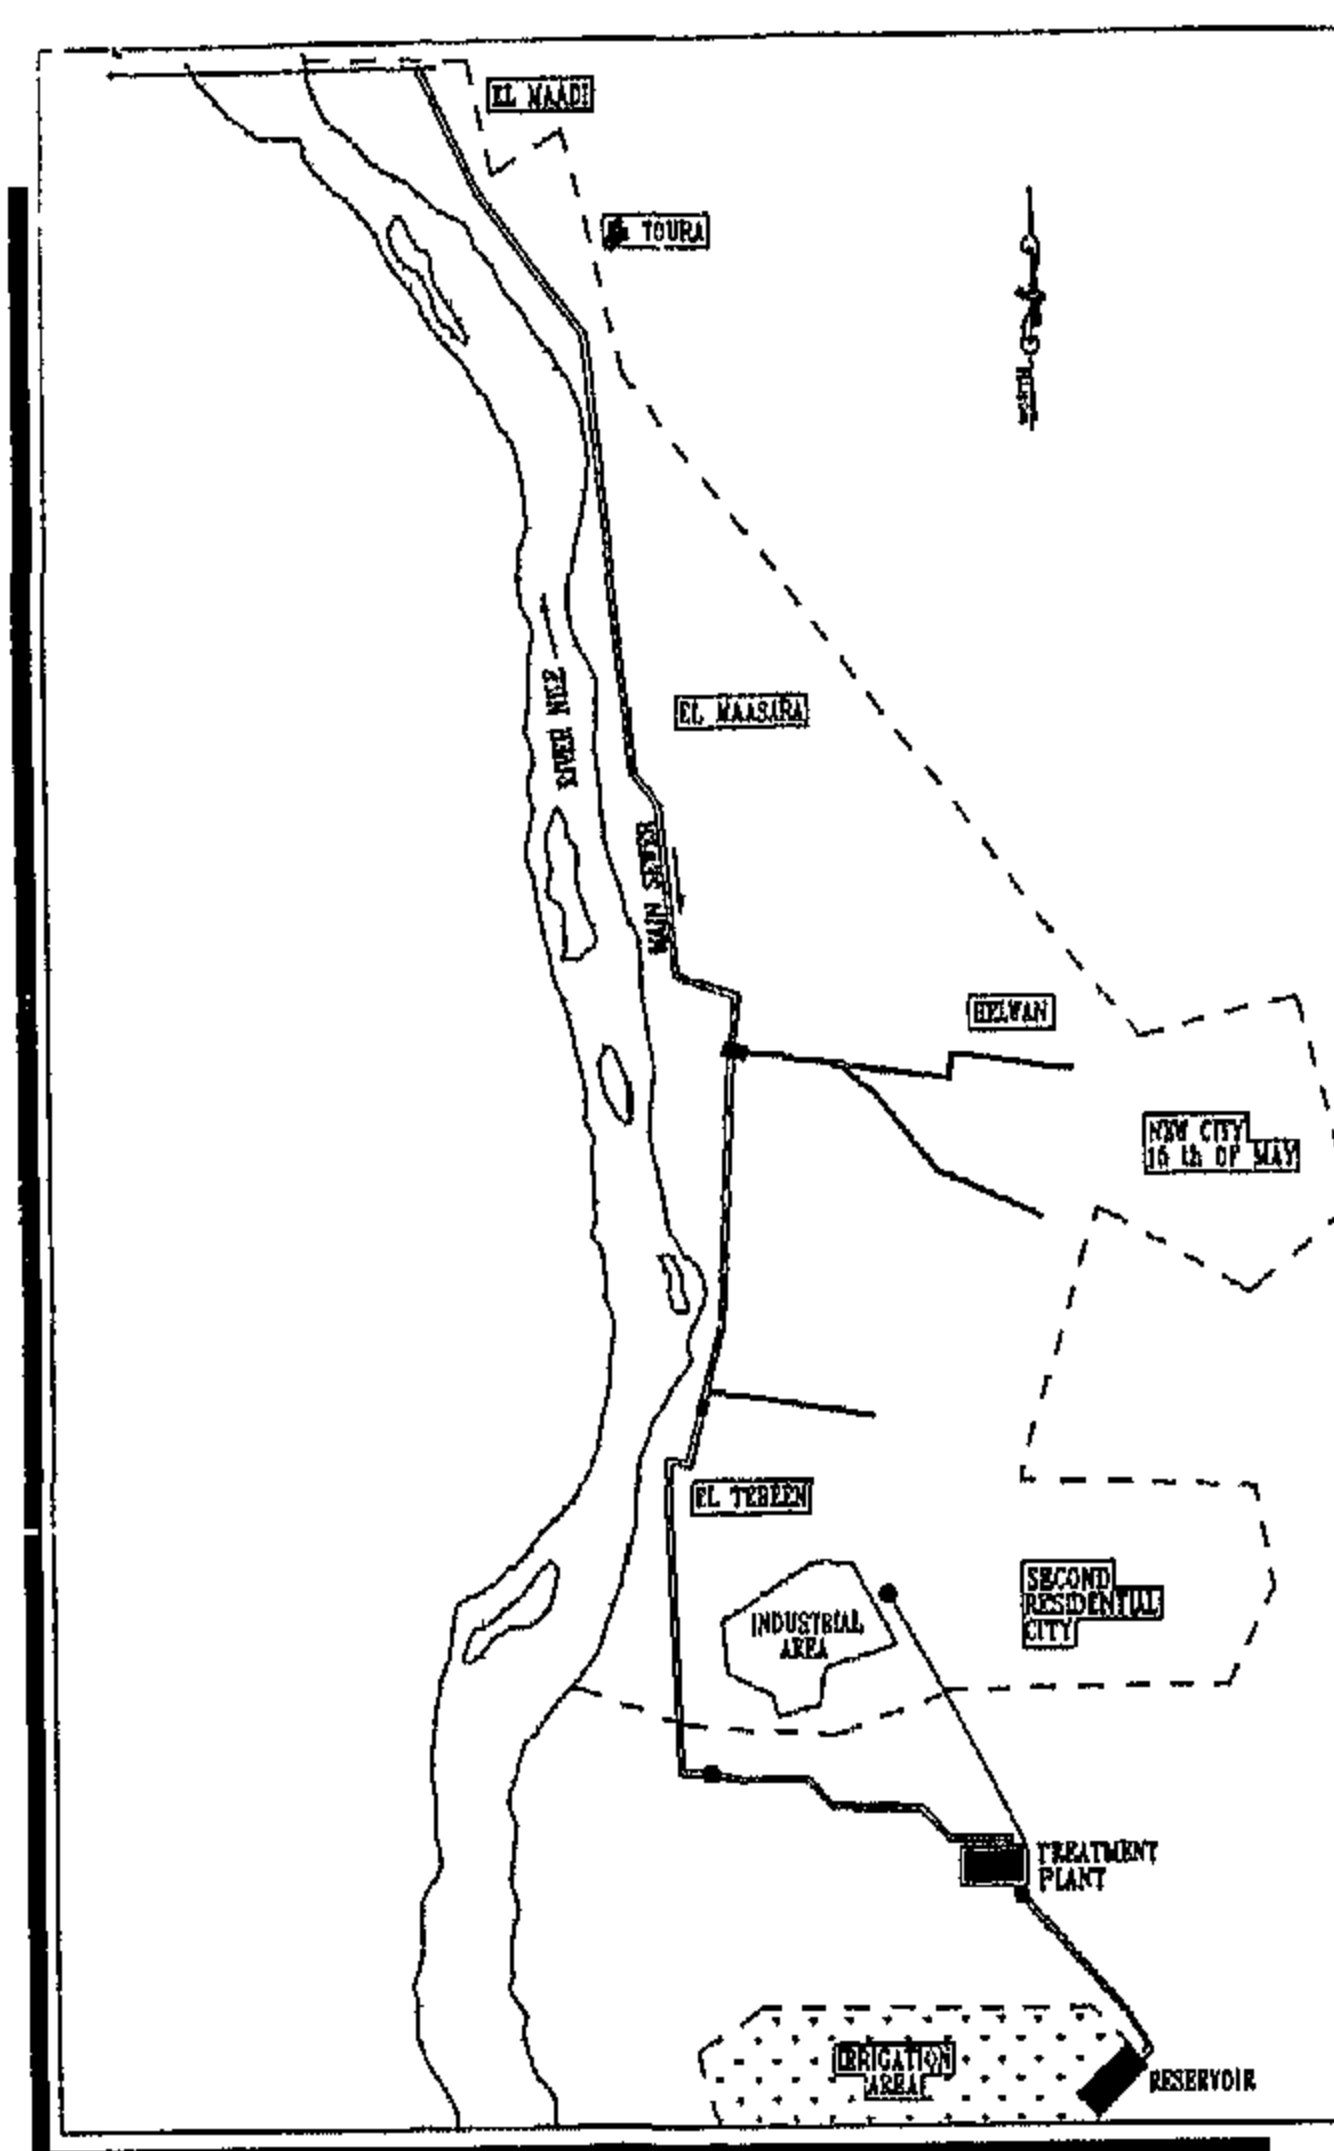 EL MAADI
TOURA
NORTH
EL MAASARA
RIVER NILE
MAIN SEWER
HELWAN
NEW CITY
15 th OF MAY
EL TEBEEN
INDUSTRIAL
AREA
SECOND
RESIDENTIAL
CITY
TREATMENT
PLANT
IRRIGATION
AREA
RESERVOIR